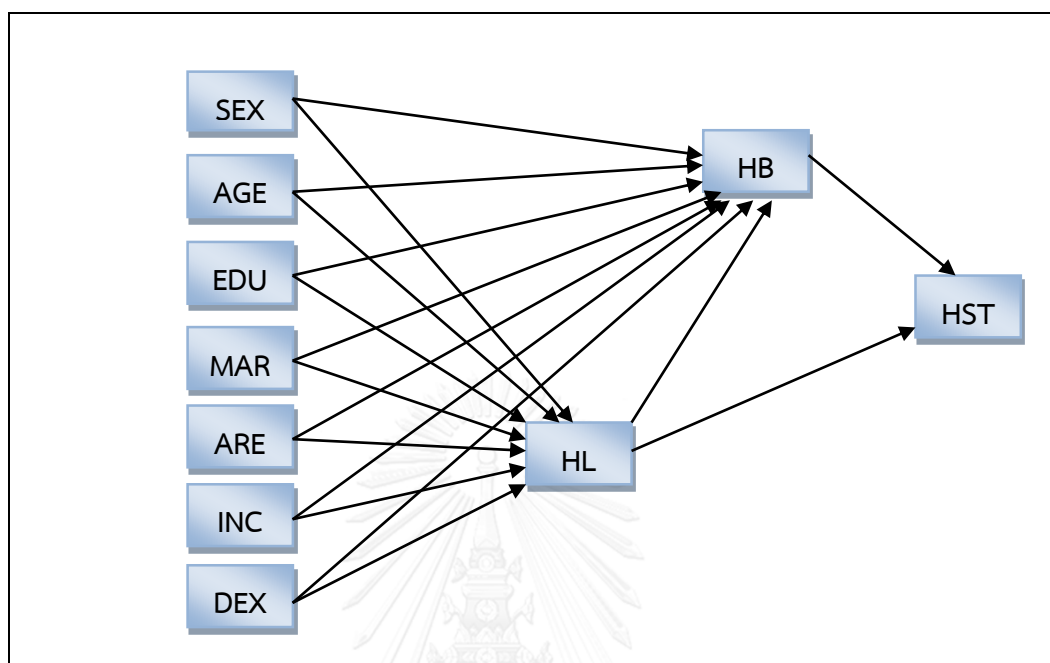 SEX
AGE
EDU
MAR
ARE
INC
DEX
HB
HL
HST